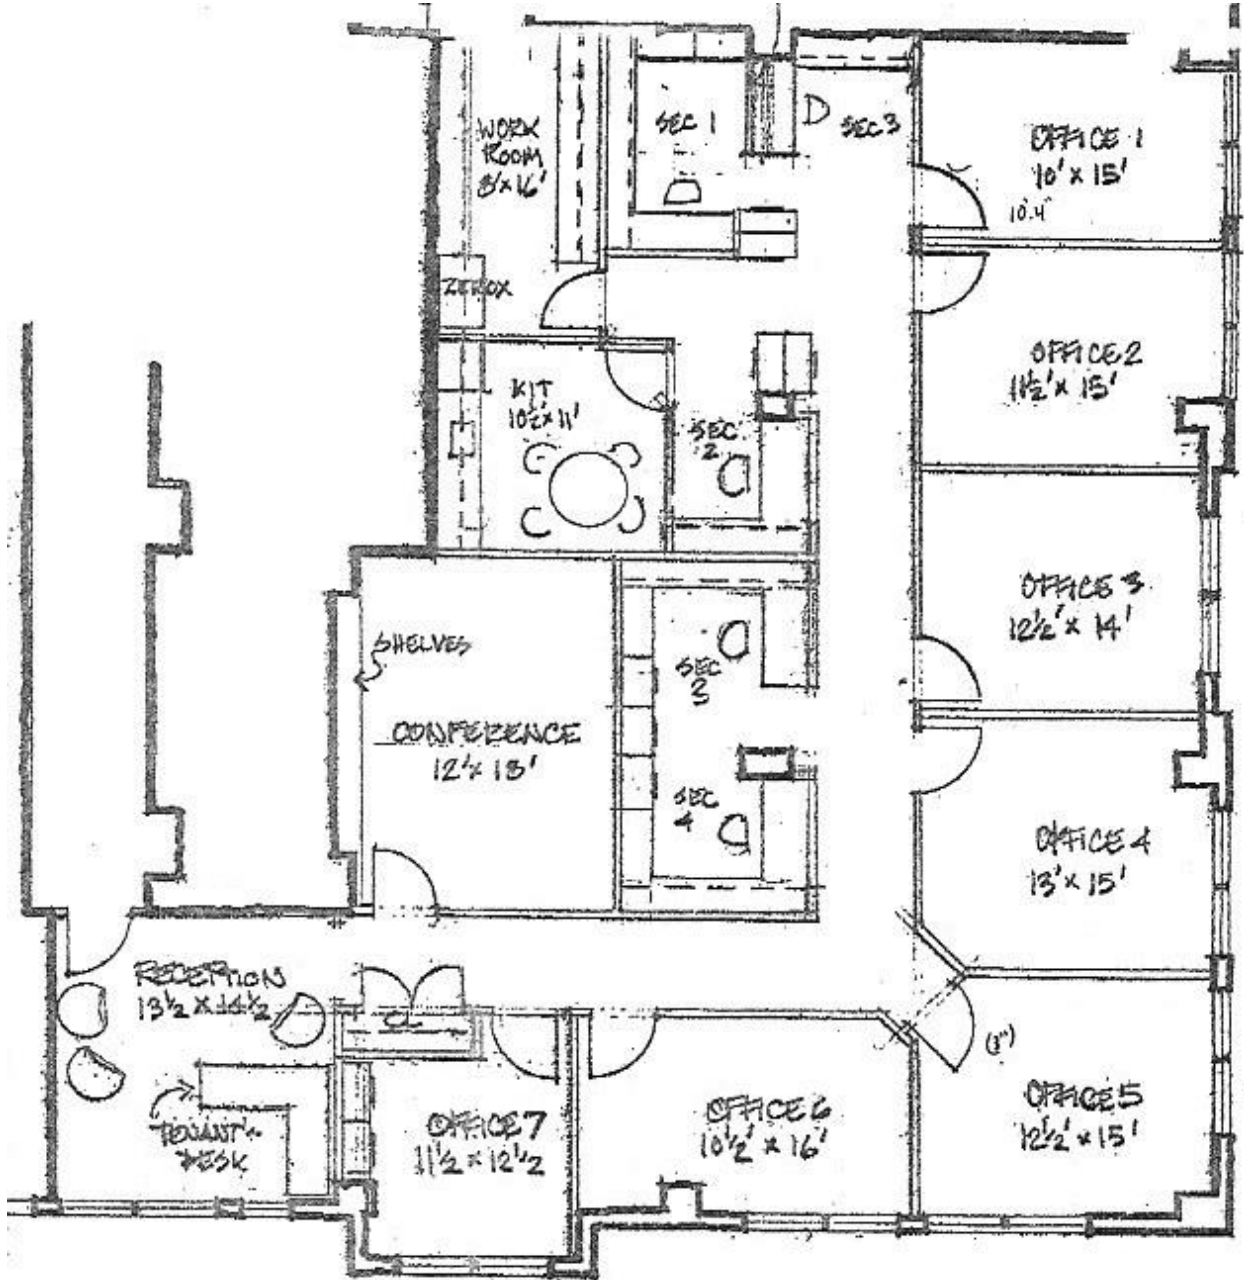 WORK
ROOM
8'x16'
SEC 1
SEC 3
OFFICE 1
10' x 15'
10'.4"
ZEROX
OFFICE 2
11½' x 15'
KIT
10½'x11'
SEC
2
OFFICE 3
12½' x 14'
SHELVES
SEC
3
CONFERENCE
12'x 18'
SEC
4
OFFICE 4
13' x 15'
RECEPTION
13½ x 14½
CL
(3")
OFFICE 5
12½' x 15'
OFFICE 6
10½' x 16'
OFFICE 7
11½ x 12½
TENANT'S
DESK